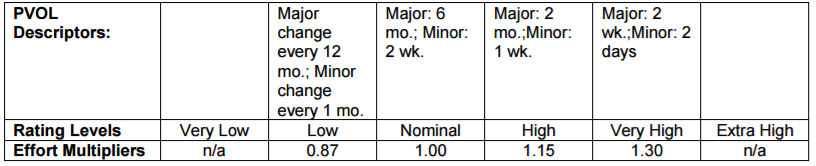 PVOL Descriptors:
Major change every 12 mo.; Minor change every 1 mo.
Major: 6 mo.; Minor: 2 wk.
Major: 2 mo.;Minor: 1 wk.
Major: 2 wk.;Minor: 2 days
Rating Levels Very Low Low Nominal High Very High Extra High
Effort Multipliers n/a 0.87 1.00 1.15 1.30 n/a